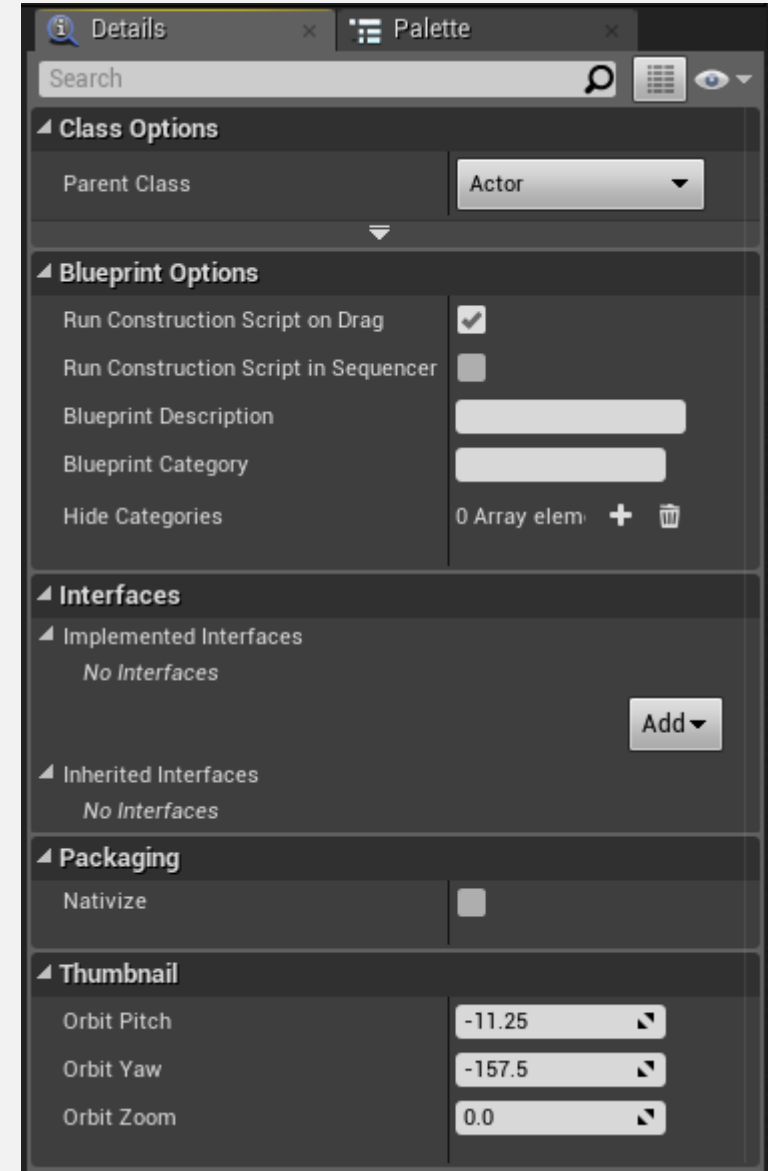 Details
Palette
Search
Class Options
Parent Class Actor
Blueprint Options
Run Construction Script on Drag
Run Construction Script in Sequencer
Blueprint Description
Blueprint Category
Hide Categories 0 Array elem
Interfaces
Implemented Interfaces
No Interfaces
Add
Inherited Interfaces
No Interfaces
Packaging
Nativize
Thumbnail
Orbit Pitch -11.25
Orbit Yaw -157.5
Orbit Zoom 0.0